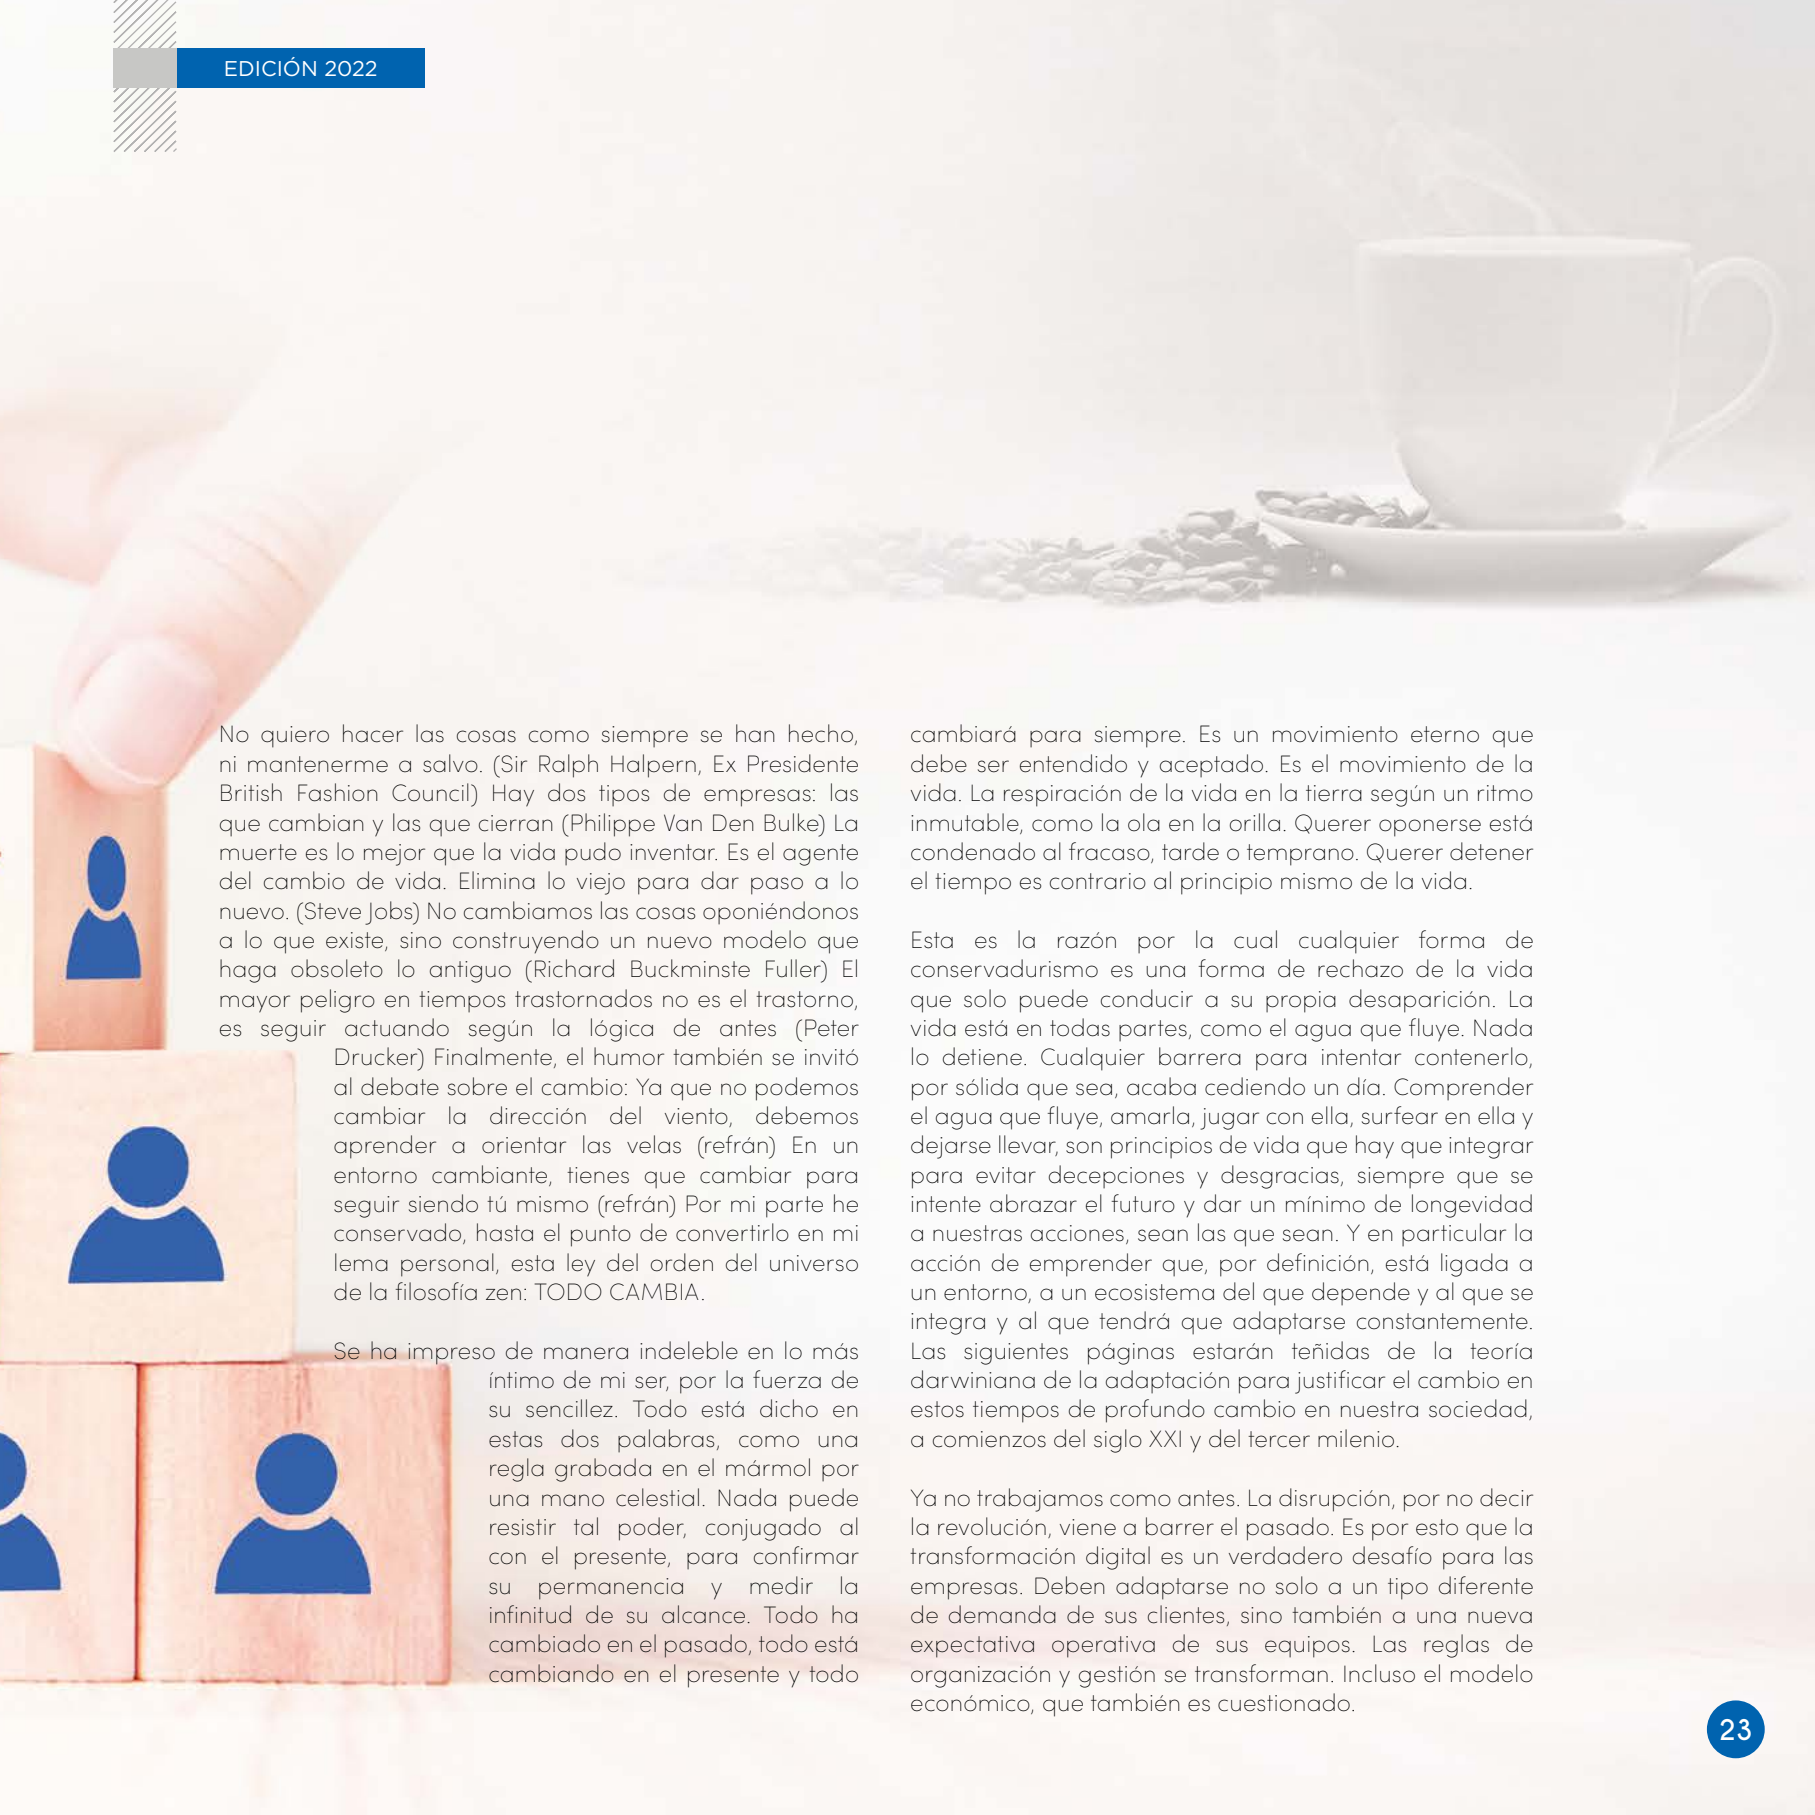 EDICIÓN 2022
No quiero hacer las cosas como siempre se han hecho,
ni mantenerme a salvo. (Sir Ralph Halpern, Ex Presidente
British Fashion Council) Hay dos tipos de empresas: las
que cambian y las que cierran (Philippe Van Den Bulke) La
muerte es lo mejor que la vida pudo inventar. Es el agente
del cambio de vida. Elimina lo viejo para dar paso a lo
nuevo. (Steve Jobs) No cambiamos las cosas oponiéndonos
a lo que existe, sino construyendo un nuevo modelo que
haga obsoleto lo antiguo (Richard Buckminste Fuller) El
mayor peligro en tiempos trastornados no es el trastorno,
es seguir actuando según la lógica de antes (Peter
Drucker) Finalmente, el humor también se invitó
al debate sobre el cambio: Ya que no podemos
cambiar la dirección del viento, debemos
aprender a orientar las velas (refrán) En un
entorno cambiante, tienes que cambiar para
seguir siendo tú mismo (refrán) Por mi parte he
conservado, hasta el punto de convertirlo en mi
lema personal, esta ley del orden del universo
de la filosofía zen: TODO CAMBIA.
Se ha impreso de manera indeleble en lo más
íntimo de mi ser, por la fuerza de
su sencillez. Todo está dicho en
estas dos palabras, como una
regla grabada en el mármol por
una mano celestial. Nada puede
resistir tal poder, conjugado al
con el presente, para confirmar
su permanencia y medir la
infinitud de su alcance. Todo ha
cambiado en el pasado, todo está
cambiando en el presente y todo
cambiará para siempre. Es un movimiento eterno que
debe ser entendido y aceptado. Es el movimiento de la
vida. La respiración de la vida en la tierra según un ritmo
inmutable, como la ola en la orilla. Querer oponerse está
condenado al fracaso, tarde o temprano. Querer detener
el tiempo es contrario al principio mismo de la vida.
Esta es la razón por la cual cualquier forma de
conservadurismo es una forma de rechazo de la vida
que solo puede conducir a su propia desaparición. La
vida está en todas partes, como el agua que fluye. Nada
lo detiene. Cualquier barrera para intentar contenerlo,
por sólida que sea, acaba cediendo un día. Comprender
el agua que fluye, amarla, jugar con ella, surfear en ella y
dejarse llevar, son principios de vida que hay que integrar
para evitar decepciones y desgracias, siempre que se
intente abrazar el futuro y dar un mínimo de longevidad
a nuestras acciones, sean las que sean. Y en particular la
acción de emprender que, por definición, está ligada a
un entorno, a un ecosistema del que depende y al que se
integra y al que tendrá que adaptarse constantemente.
Las siguientes páginas estarán teñidas de la teoría
darwiniana de la adaptación para justificar el cambio en
estos tiempos de profundo cambio en nuestra sociedad,
a comienzos del siglo XXI y del tercer milenio.
Ya no trabajamos como antes. La disrupción, por no decir
la revolución, viene a barrer el pasado. Es por esto que la
transformación digital es un verdadero desafío para las
empresas. Deben adaptarse no solo a un tipo diferente
de demanda de sus clientes, sino también a una nueva
expectativa operativa de sus equipos. Las reglas de
organización y gestión se transforman. Incluso el modelo
económico, que también es cuestionado.
23